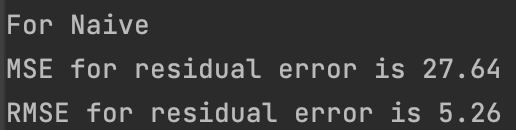 For Naive
MSE for residual error is 27.64
RMSE for residual error is 5.26